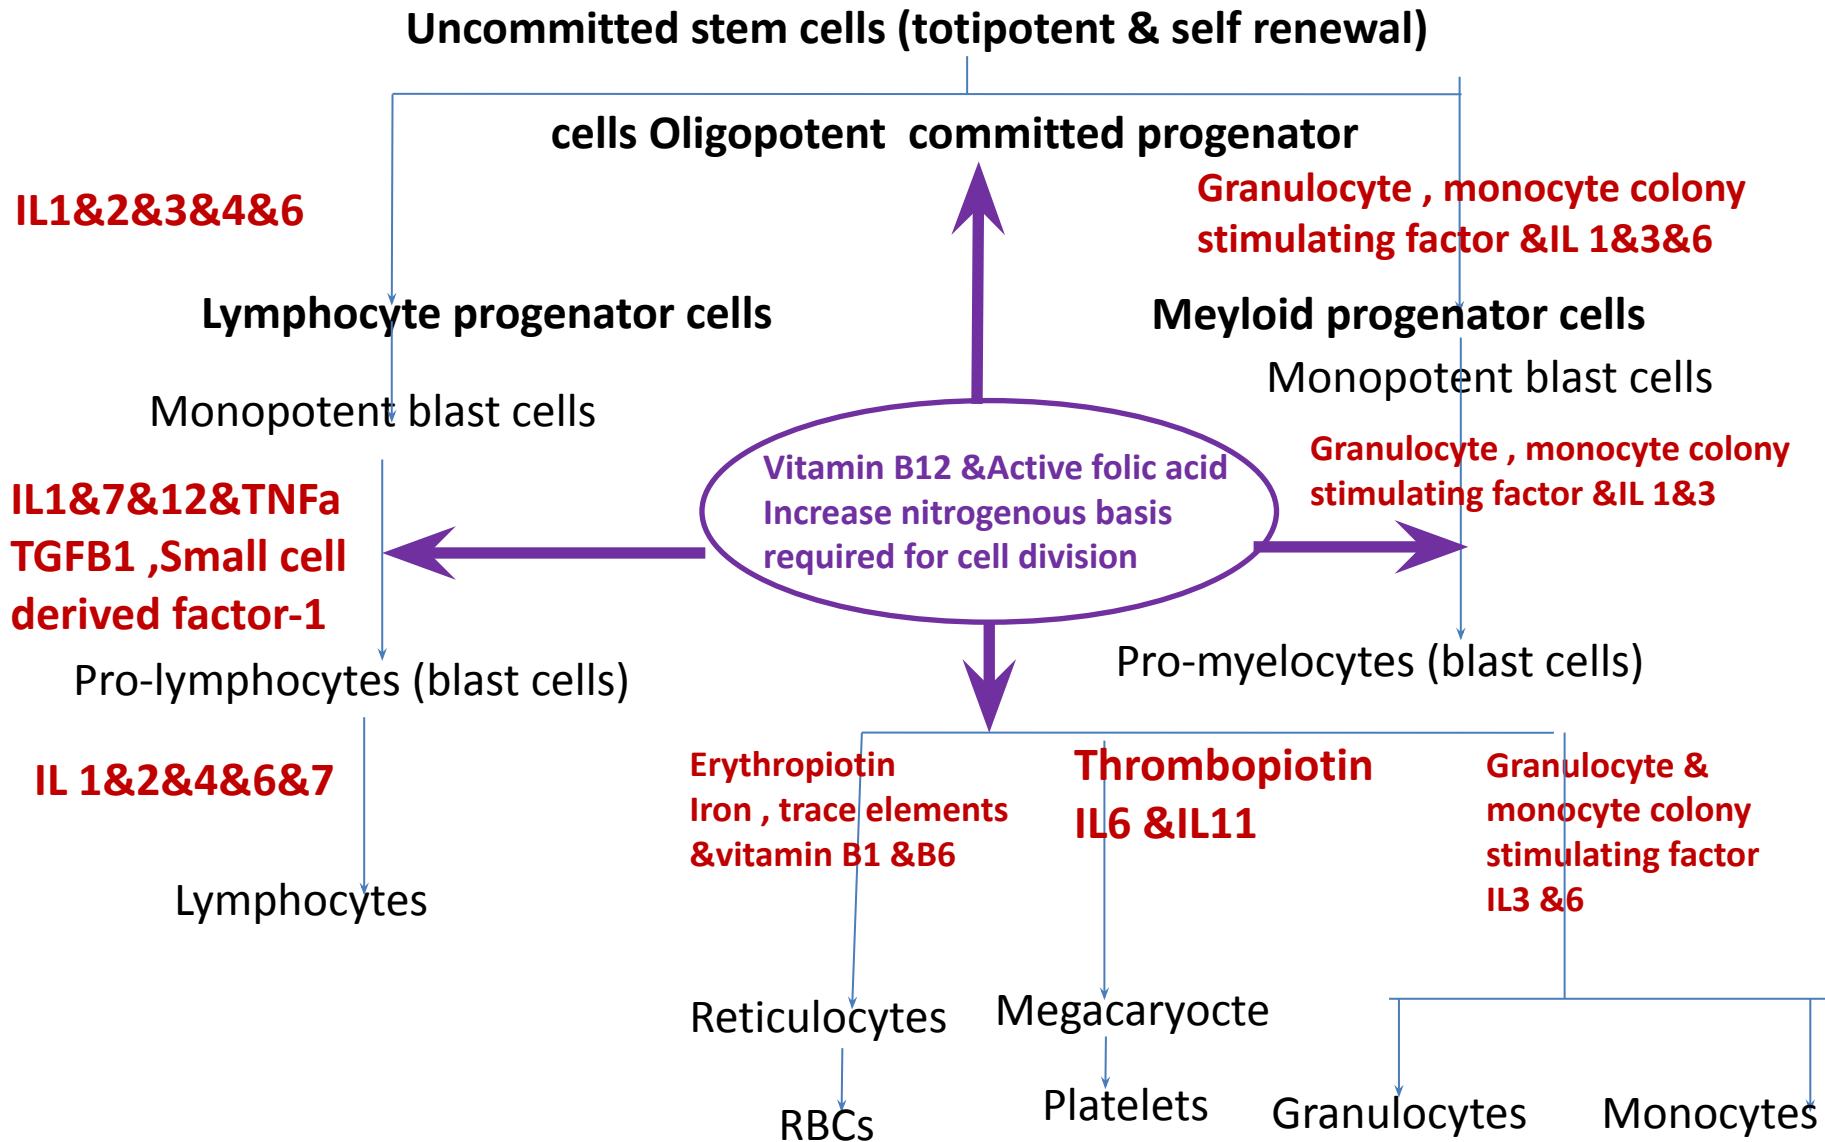 Uncommitted stem cells (totipotent & self renewal)
cells Oligopotent  committed progenator
IL1&2&3&4&6
Granulocyte , monocyte colony
stimulating factor &IL 1&3&6
Lymphocyte progenator cells
Meyloid progenator cells
Monopotent blast cells
Monopotent blast cells
Vitamin B12 &Active folic acid
Increase nitrogenous basis
required for cell division
Granulocyte , monocyte colony
stimulating factor &IL 1&3
IL1&7&12&TNFa
TGFB1 ,Small cell
derived factor-1
Pro-lymphocytes (blast cells)
Pro-myelocytes (blast cells)
IL 1&2&4&6&7
Erythropiotin
Iron , trace elements
&vitamin B1 &B6
Thrombopiotin
IL6 &IL11
Granulocyte &
monocyte colony
stimulating factor
IL3 &6
Lymphocytes
Reticulocytes
Megacaryocte
RBCs
Platelets
Granulocytes
Monocytes